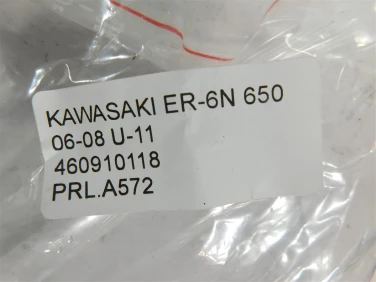 KAWASAKI ER-6N 650
06-08 U-11
460910118
PRL.A572